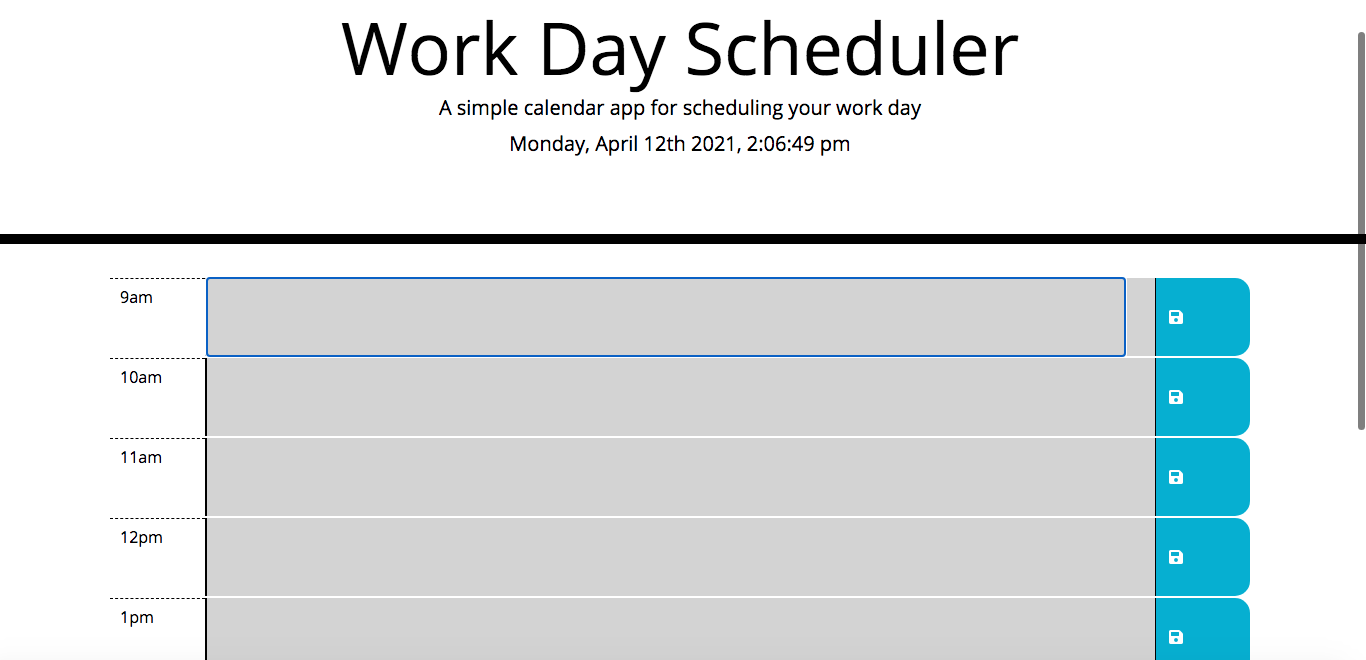 Work Day Scheduler
A simple calendar app for scheduling your work day
Monday, April 12th 2021, 2:06:49 pm
9am
10am
11am
12pm
1pm